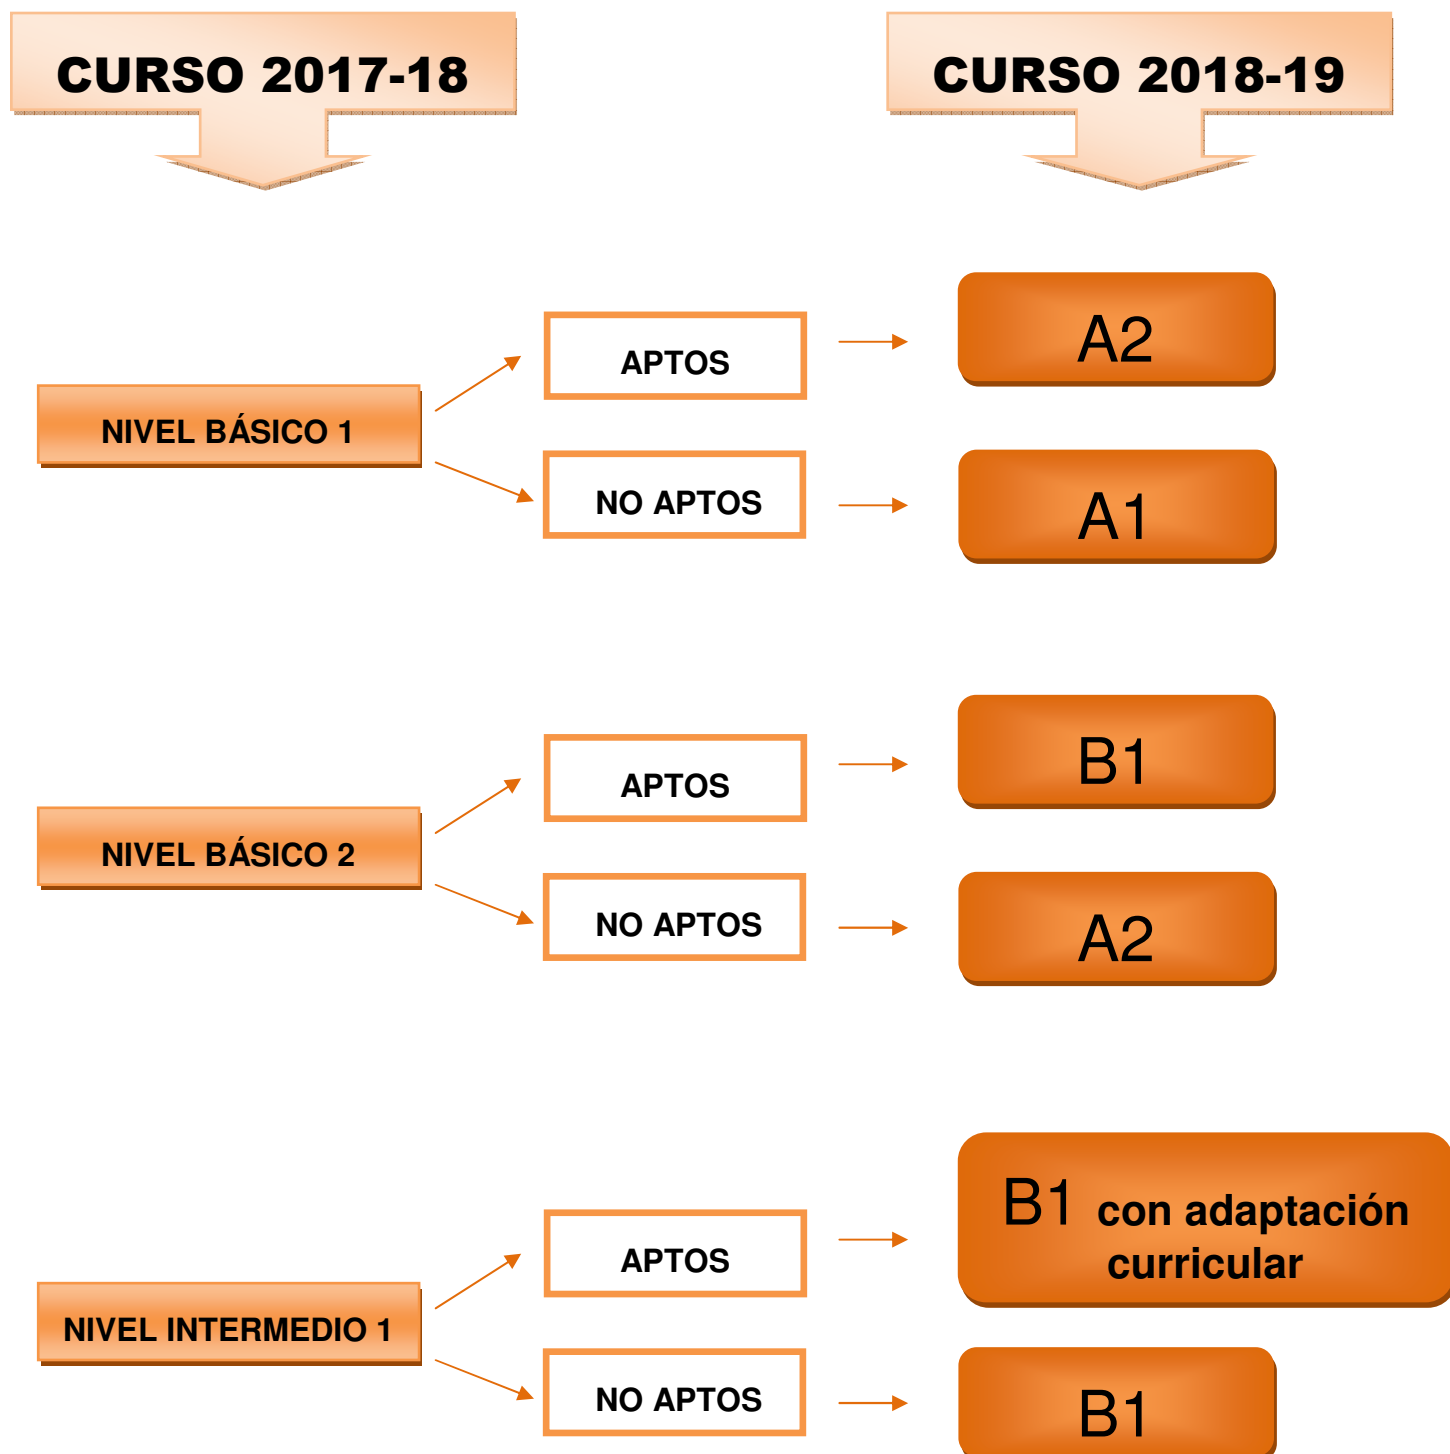 CURSO 2017-18
CURSO 2018-19
APTOS
A2
NIVEL BÁSICO 1
NO APTOS
A1
APTOS
B1
NIVEL BÁSICO 2
NO APTOS
A2
APTOS
B1 con adaptación
curricular
NIVEL INTERMEDIO 1
NO APTOS
B1